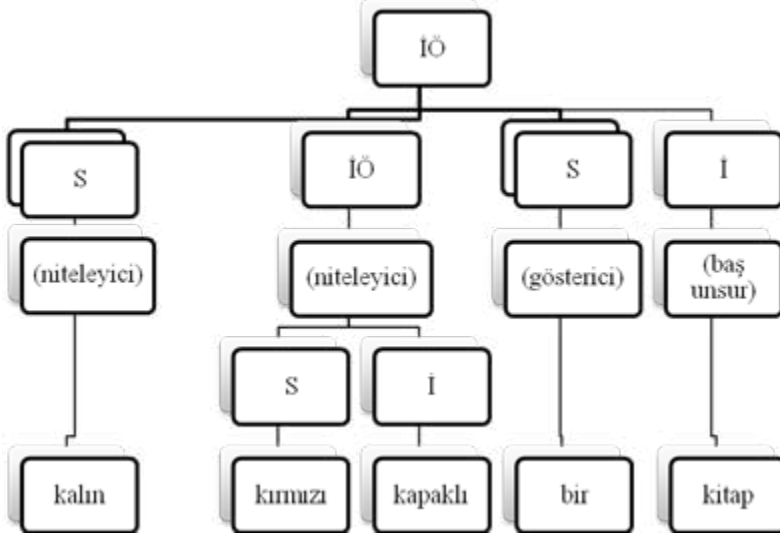 İÖ
S
İÖ
S
İ
(niteleyici)
(niteleyici)
(gösterici)
(baş
unsur)
S
İ
kalın
kırmızı
kapaklı
bir
kitap